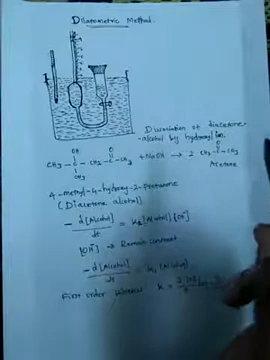 Dilatometric Method.
Dissociation of diacetone-
alcohol by hydroxyl ion.
OH O O
CH3 - C - CH2 - C - CH3 + NaOH → 2 CH3 - C - CH3
CH3 Acetone
4-methyl-4-hydroxy-2-Pentanone
(Diacetone alcohol)
- d[Alcohol]/dt = k2 [Alcohol] [OH-]
[OH-] → Remain constant
- d[Alcohol]/dt = k1 [Alcohol]
First order k = 2.303